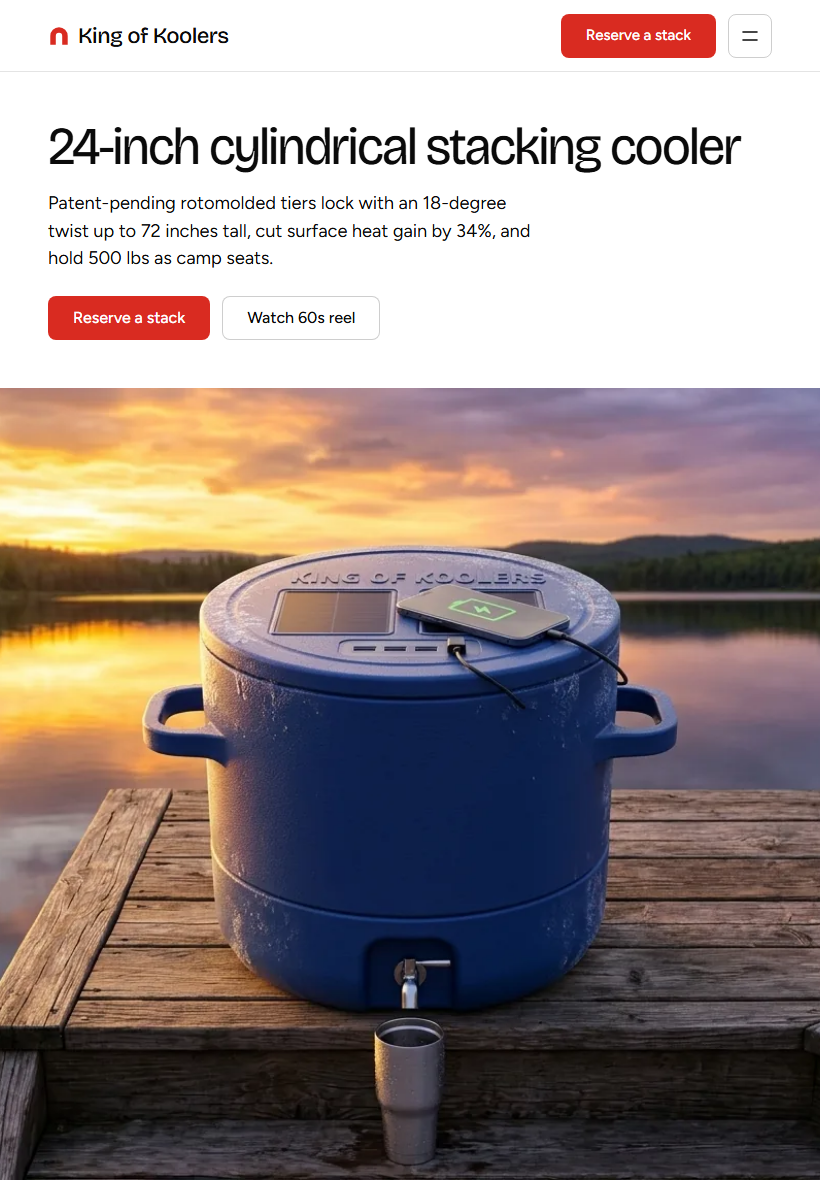 King of Koolers
Reserve a stack
24-inch cylindrical stacking cooler
Patent-pending rotomolded tiers lock with an 18-degree
twist up to 72 inches tall, cut surface heat gain by 34%, and
hold 500 lbs as camp seats.
Reserve a stack
Watch 60s reel
KING OF KOOLERS